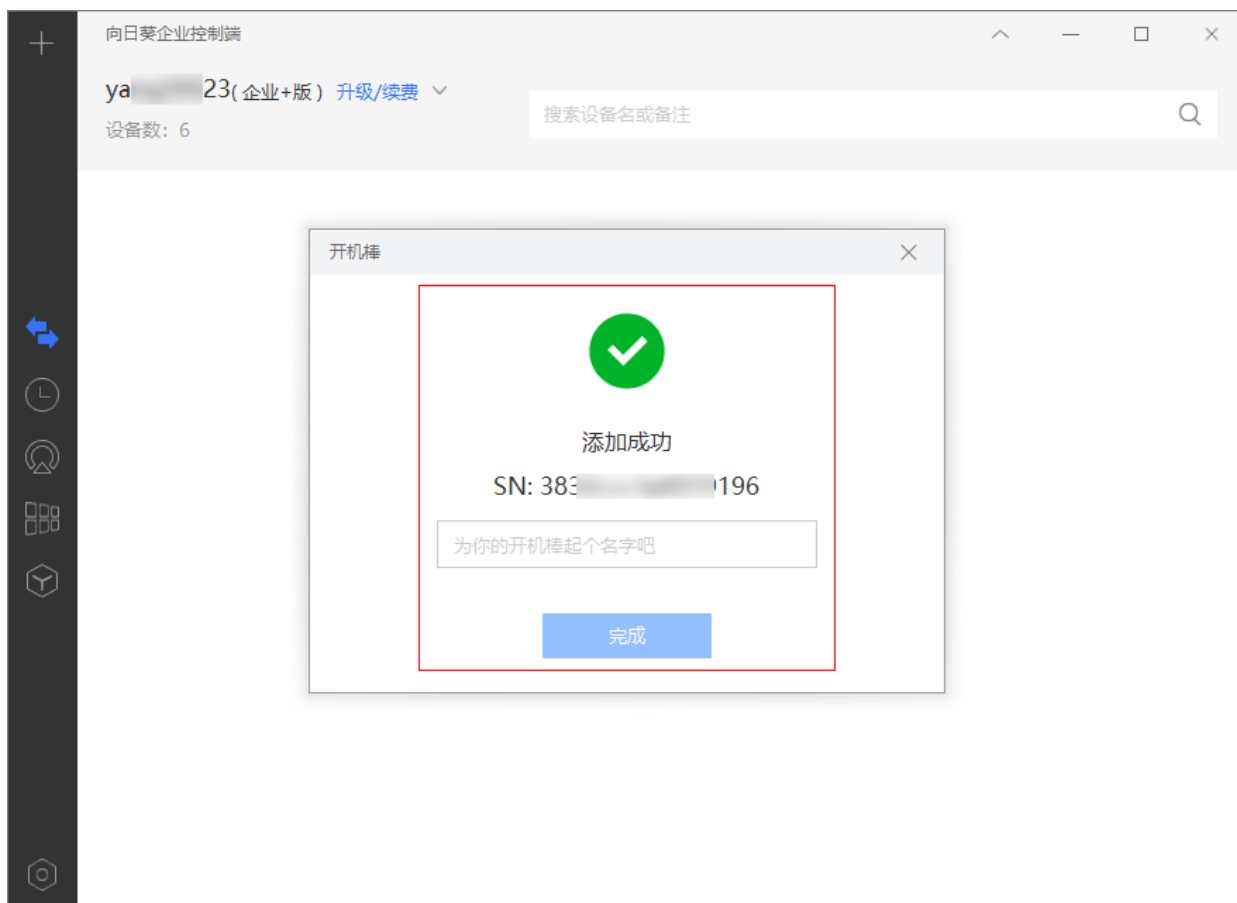 向日葵企业控制端
ya 23( 企业+版 ) 升级/续费
设备数: 6
搜索设备名或备注
开机棒
添加成功
SN: 383 196
为你的开机棒起个名字吧
完成